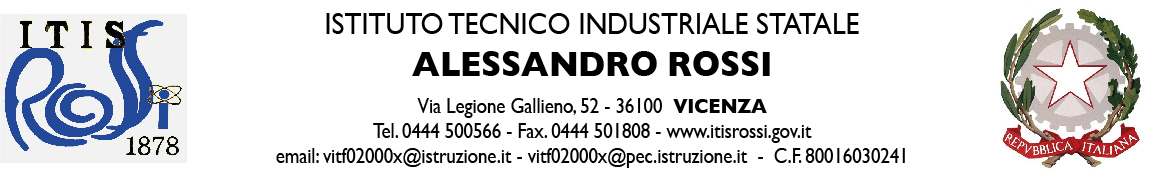 ITIS
ROSSI
1878
ISTITUTO TECNICO INDUSTRIALE STATALE
ALESSANDRO ROSSI
Via Legione Gallieno, 52 - 36100 VICENZA
Tel. 0444 500566 - Fax. 0444 501808 - www.itisrossi.gov.it
email: vitf02000x@istruzione.it - vitf02000x@pec.istruzione.it - C.F. 80016030241
REPVBBLICA ITALIANA